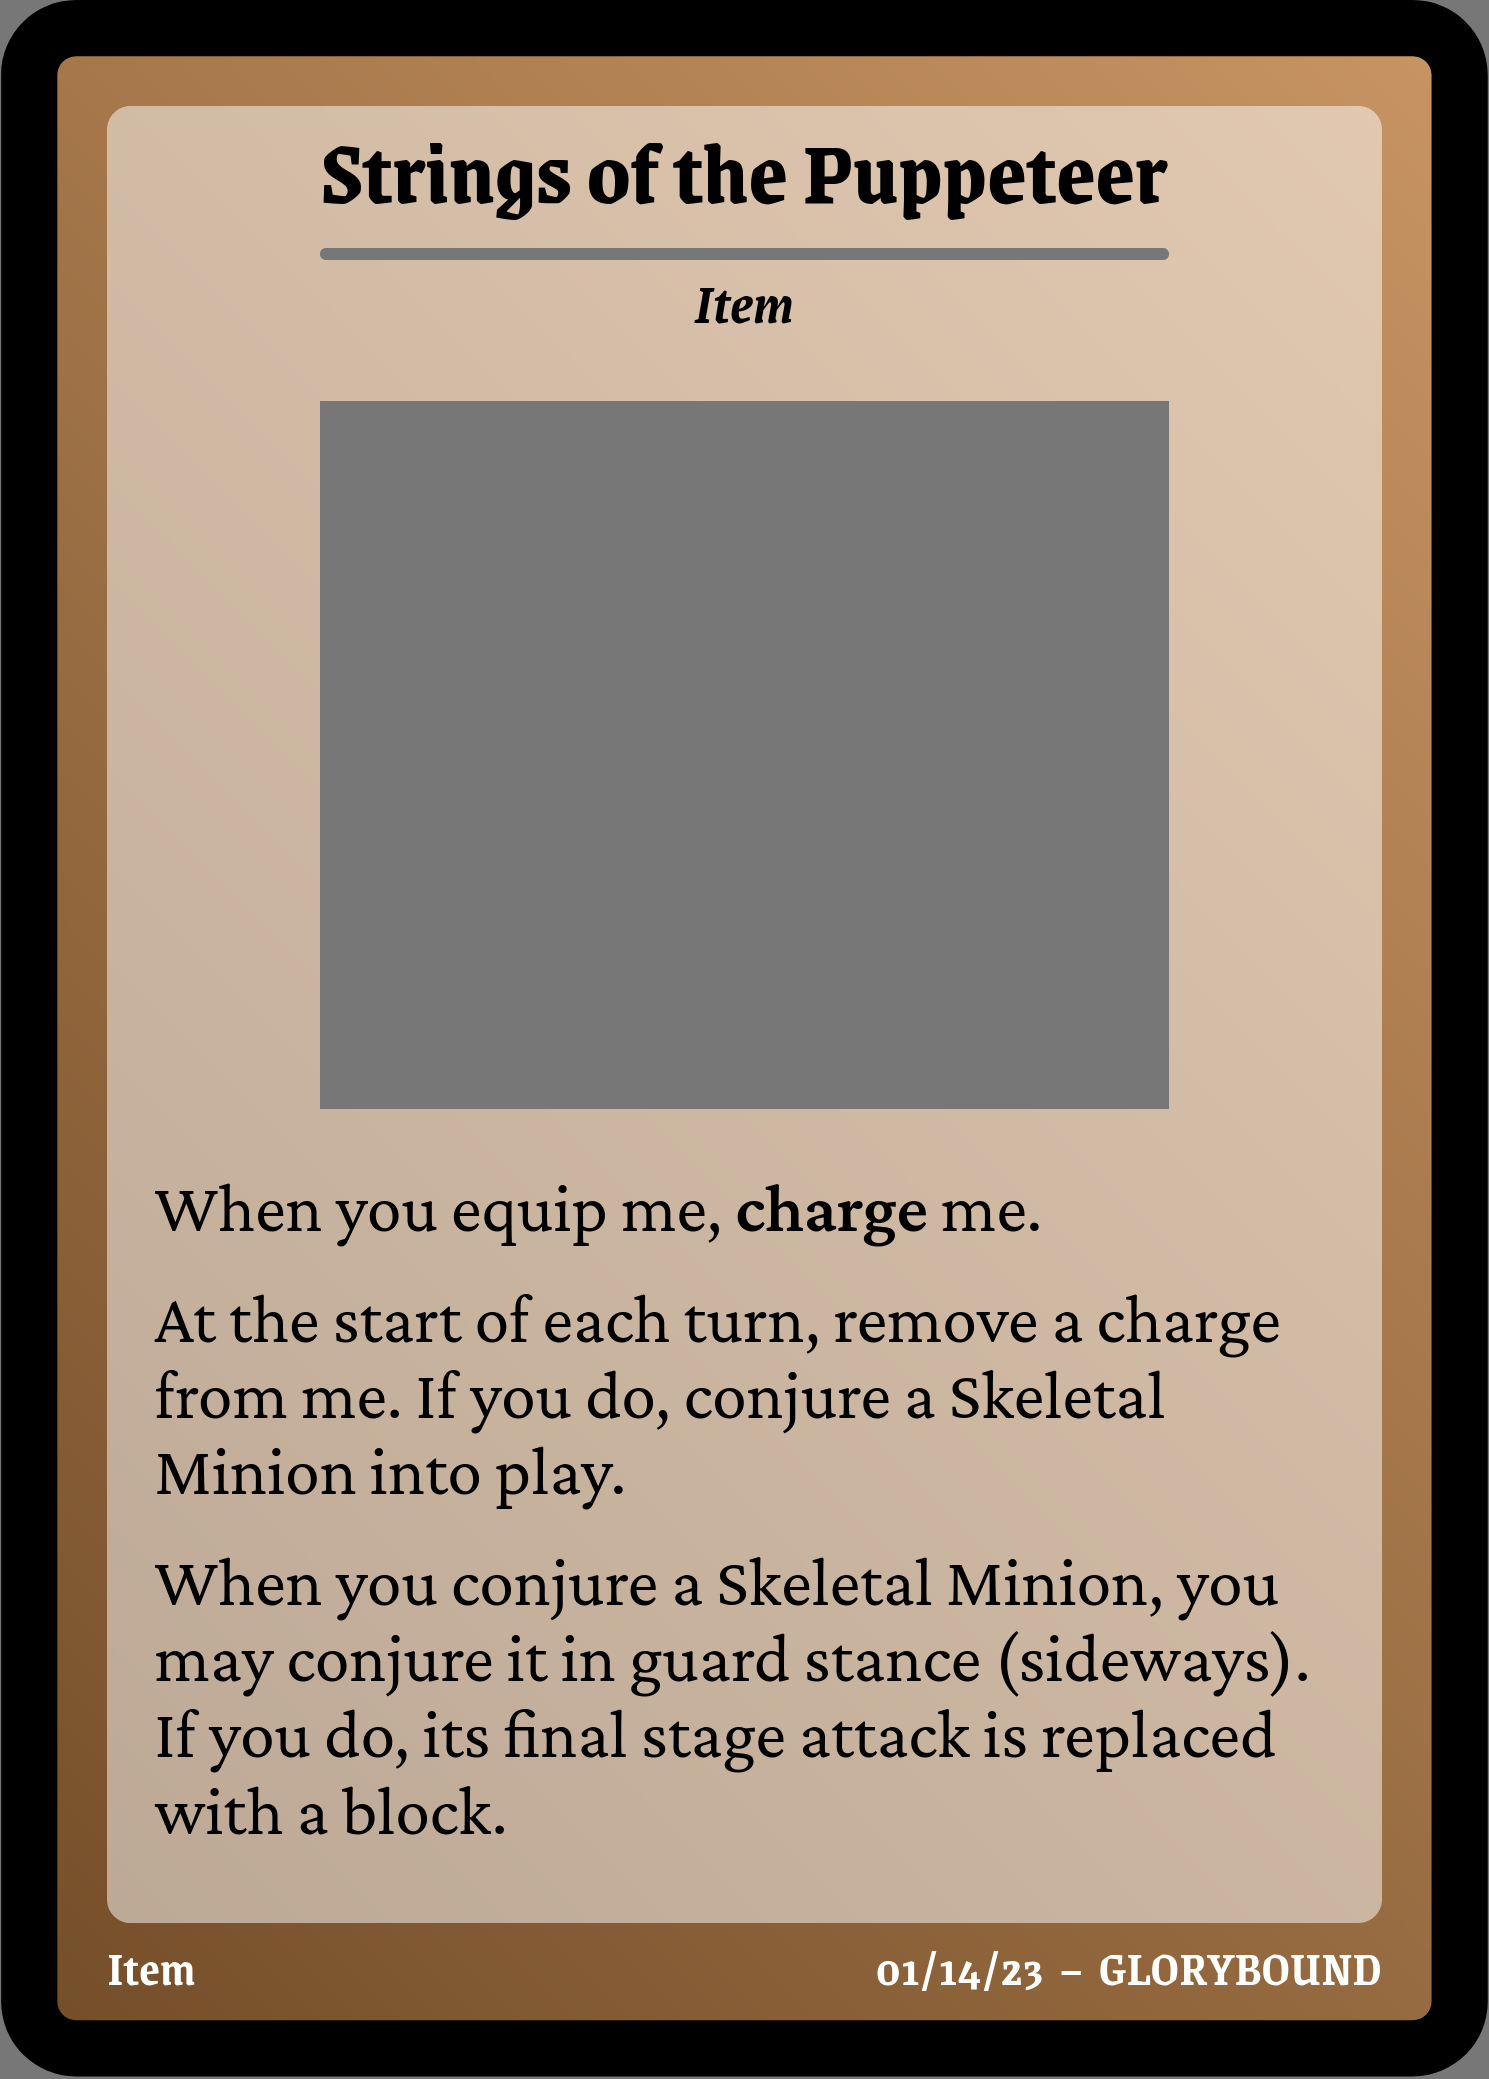 Strings of the Puppeteer
Item
When you equip me, charge me.
At the start of each turn, remove a charge
from me. If you do, conjure a Skeletal
Minion into play.
When you conjure a Skeletal Minion, you
may conjure it in guard stance (sideways).
If you do, its final stage attack is replaced
with a block.
Item
01/14/23 – GLORYBOUND